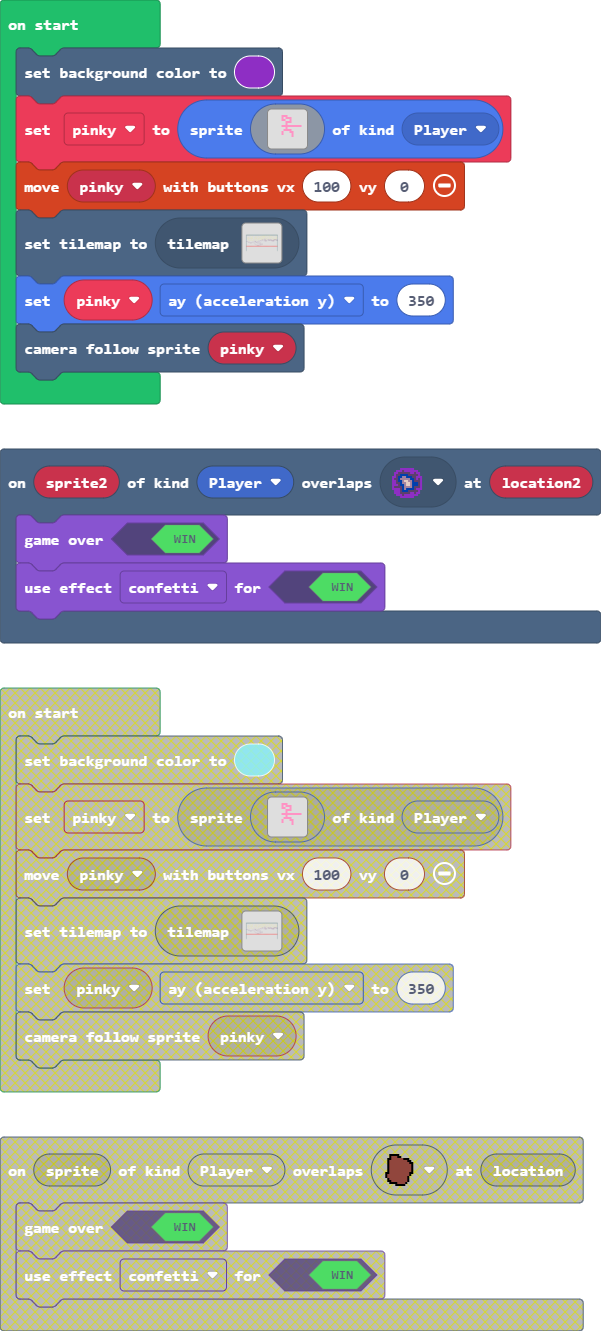 on start
set background color to
set pinky to sprite of kind Player
move pinky with buttons vx 100 vy 0
set tilemap to tilemap
set pinky ay (acceleration y) to 350
camera follow sprite pinky
on sprite2 of kind Player overlaps at location2
game over WIN
use effect confetti for WIN
on start
set background color to
set pinky to sprite of kind Player
move pinky with buttons vx 100 vy 0
set tilemap to tilemap
set pinky ay (acceleration y) to 350
camera follow sprite pinky
on sprite of kind Player overlaps at location
game over WIN
use effect confetti for WIN